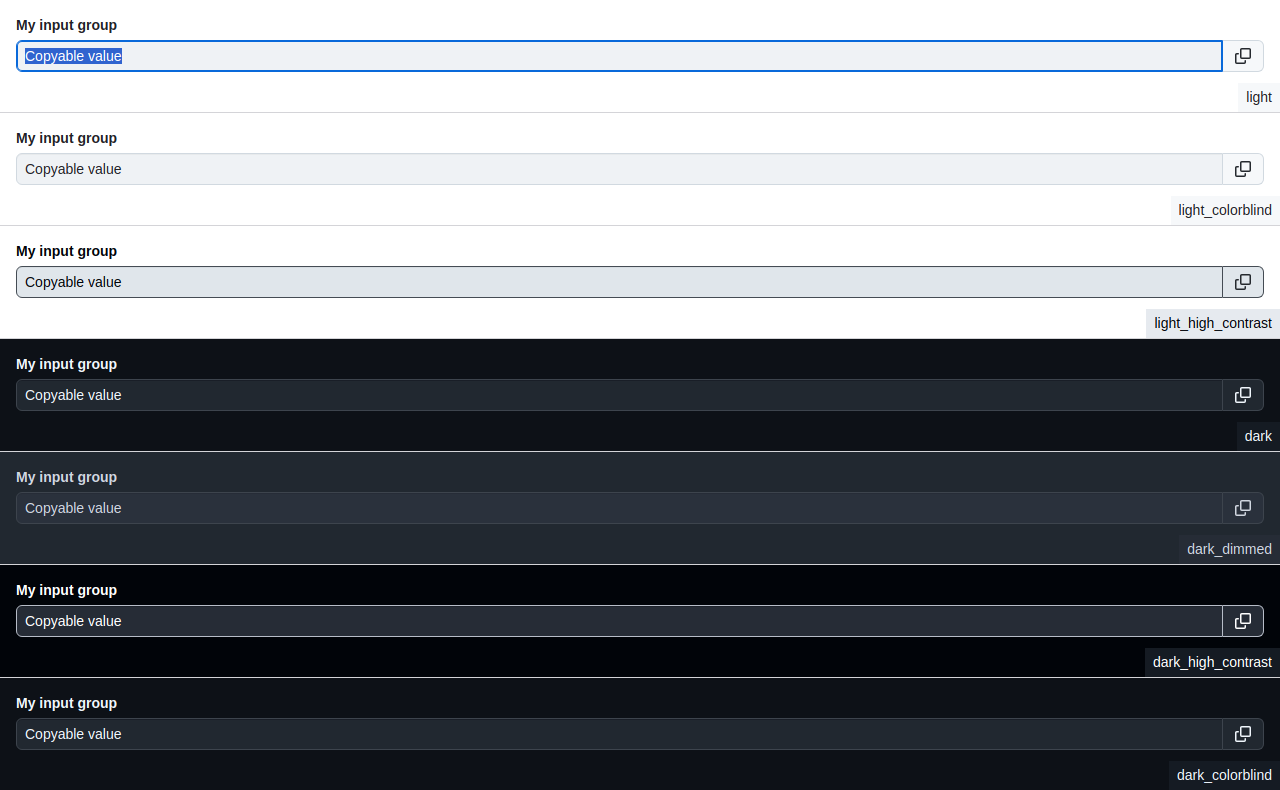 My input group
Copyable value
light
My input group
Copyable value
light_colorblind
My input group
Copyable value
light_high_contrast
My input group
Copyable value
dark
My input group
Copyable value
dark_dimmed
My input group
Copyable value
dark_high_contrast
My input group
Copyable value
dark_colorblind